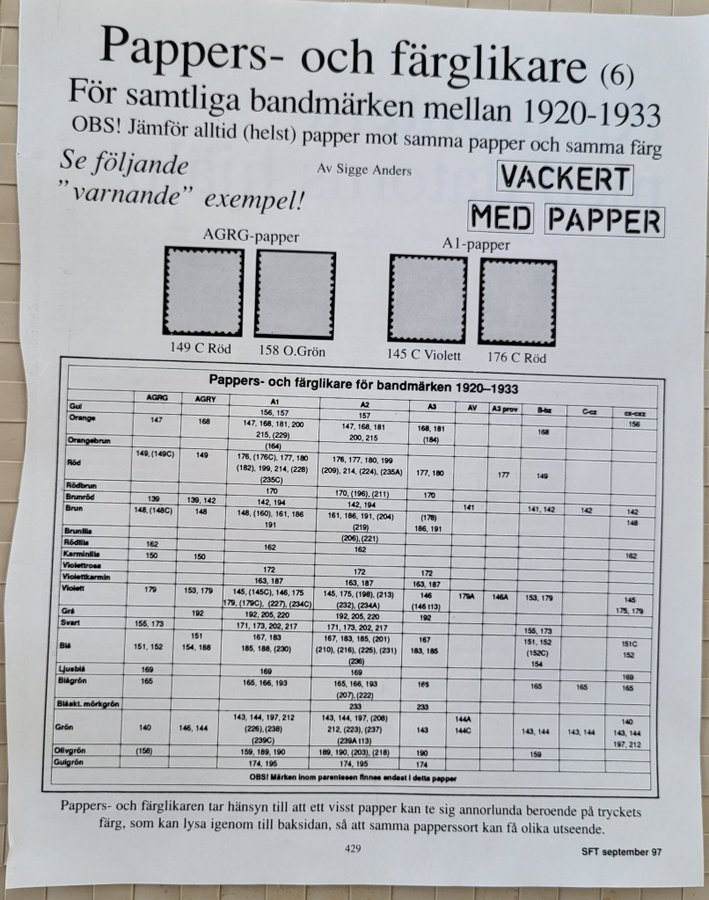 Pappers- och färglikare (6)
För samtliga bandmärken mellan 1920-1933
OBS! Jämför alltid (helst) papper mot samma papper och samma färg
Se följande
"varnande" exempel!
Av Sigge Anders
VACKERT
MED PAPPER
AGRG-papper
A1-papper
149 C Röd 158 O.Grön 145 C Violett 176 C Röd
Pappers- och färglikare för bandmärken 1920–1933
AGRG AGRY A1 A2 A3 AV A3 prov B-bz C-cz cx-cxz
Gul 156, 157 157 156
Orange 147 168 147, 168, 181, 200 147, 168, 181 168, 181 168
215, (229) 200, 215 (184)
Orangebrun (164)
Röd 149, (149C) 149 176, (176C), 177, 180 176, 177, 180, 199 177, 180 177 149
(182), 199, 214, (228) (209), 214, (224), (235A)
(235C)
Rödbrun 170 170, (196), (211) 170
Brunröd 139 139, 142 142, 194 142, 194 141 141, 142 142 142
Brun 148, (148C) 148 148, (160), 161, 186 161, 186, 191, (204) (178) 148
191 (219) 186, 191
Brunlila (206), (221)
Rödlila 162 162 162 162
Karminlila 150 150
Violettrosa 172 172 172
Violettkarmin 163, 187 163, 187 163, 187
Violett 179 153, 179 145, (145C), 146, 175 145, 175, (198), (213) 146 179A 146A 153, 179 145
179, (179C), (227), (234C) (232), (234A) (146 t13) 175, 179
Grå 192 192, 205, 220 192, 205, 220 192
Svart 155, 173 171, 173, 202, 217 171, 173, 202, 217 155, 173
Blå 151, 152 151 167, 183 167, 183, 185, (201) 167 151, 152 151C
154, 188 185, 188, (230) (210), (216), (225), (231) 183, 185 (152C) 152
(236) 154
Ljusblå 169 169 169 169
Blågrön 165 165, 166, 193 165, 166, 193 165 165 165 165
(207), (222)
Blåakt. mörkgrön 233 233
Grön 140 146, 144 143, 144, 197, 212 143, 144, 197, (208) 143 144A 143, 144 143, 144 140
(226), (238) 212, (223), (237) 144C 143, 144
(239C) (239A t13) 197, 212
Olivgrön (158) 159, 189, 190 189, 190, (203), (218) 190 159
Gulgrön 174, 195 174, 195 174
OBS! Märken inom parentesen finnes endast i detta papper
Pappers- och färglikaren tar hänsyn till att ett visst papper kan te sig annorlunda beroende på tryckets
färg, som kan lysa igenom till baksidan, så att samma papperssort kan få olika utseende.
429
SFT september 97